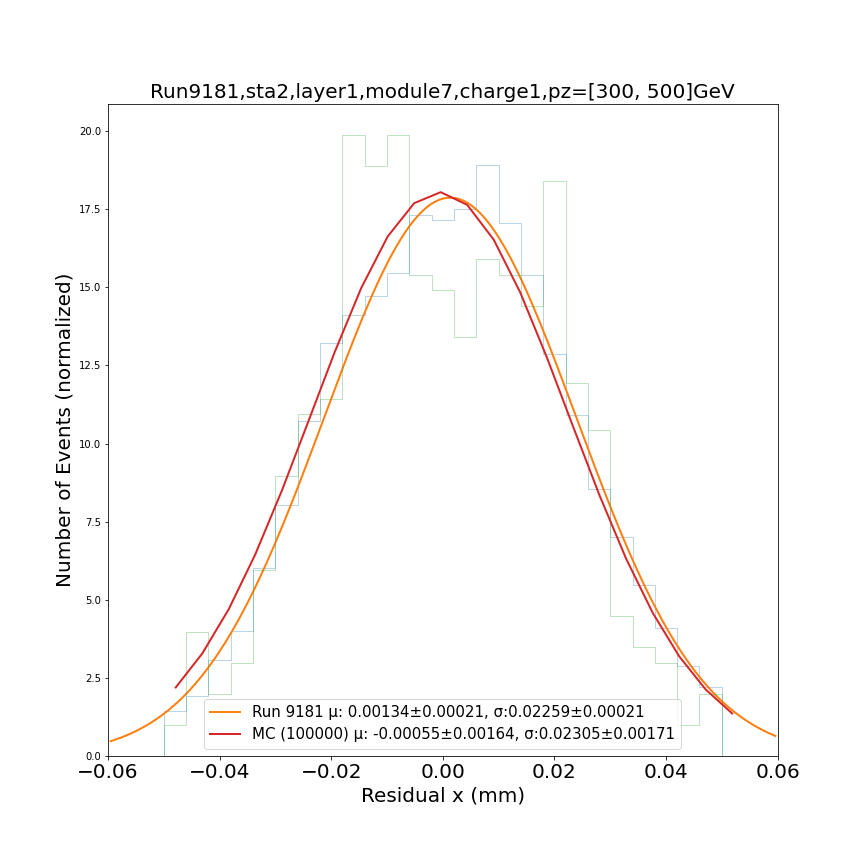 Run9181,sta2,layer1,module7,charge1,pz=[300, 500]GeV
20.0
17.5
15.0
12.5
10.0
7.5
5.0
2.5
0.0
Number of Events (normalized)
Run 9181 μ: 0.00134±0.00021, σ:0.02259±0.00021
MC (100000) μ: -0.00055±0.00164, σ:0.02305±0.00171
−0.06 −0.04 −0.02 0.00 0.02 0.04 0.06
Residual x (mm)